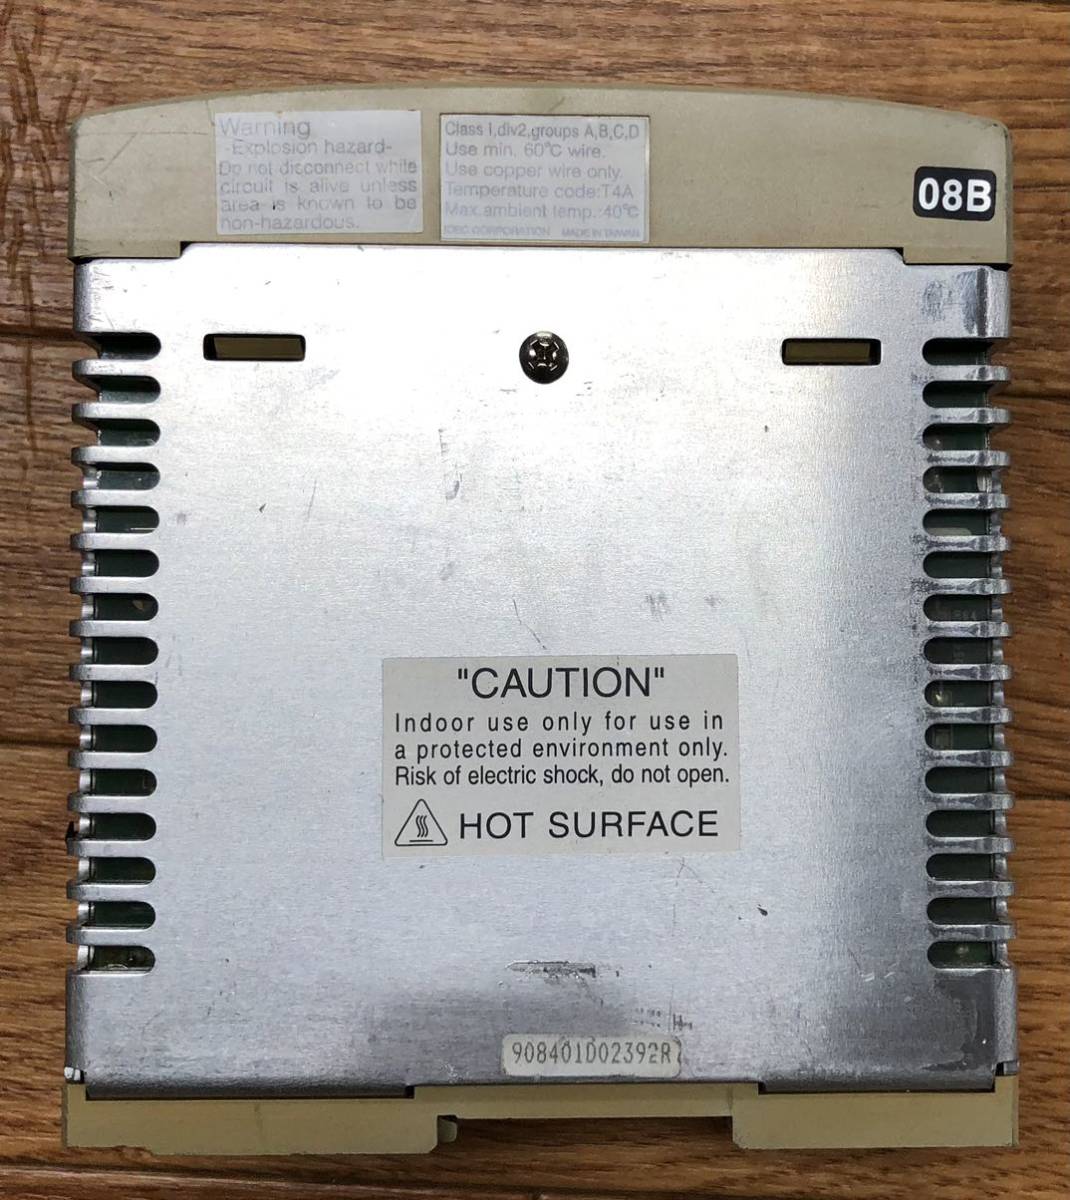 Warning
-Explosion hazard-
Do not disconnect while
circuit is alive unless
area is known to be
non-hazardous.
Class I,div2,groups A,B,C,D
Use min. 60°C wire.
Use copper wire only.
Temperature code:T4A
Max.ambient temp.:40°C
IDEC CORPORATION MADE IN TAIWAN
08B
"CAUTION"
Indoor use only for use in
a protected environment only.
Risk of electric shock, do not open.
HOT SURFACE
908401D02392R